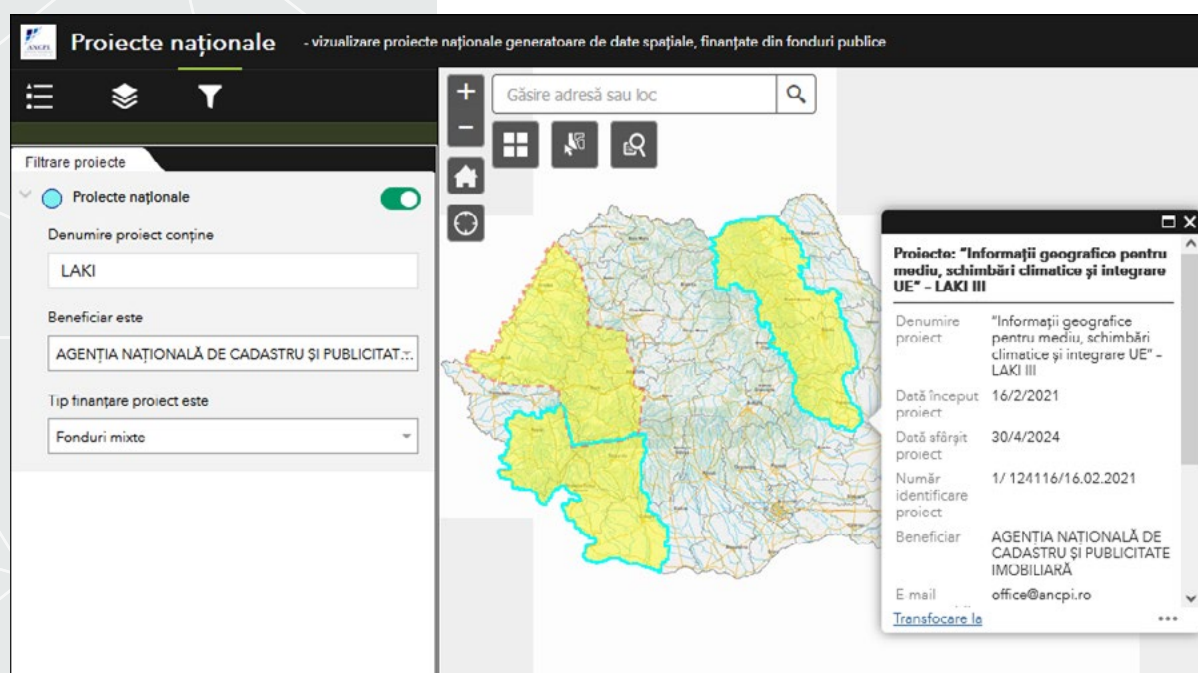 ANCPI
Proiecte naționale
- vizualizare proiecte naționale generatoare de date spațiale, finanțate din fonduri publice
Găsire adresă sau loc
Filtrare proiecte
Proiecte naționale
Denumire proiect conține
LAKI
Beneficiar este
AGENȚIA NAȚIONALĂ DE CADASTRU ȘI PUBLICITAT...
Tip finanțare proiect este
Fonduri mixte
Proiecte: "Informații geografice pentru
mediu, schimbări climatice și integrare
UE" - LAKI III
Denumire proiect
"Informații geografice
pentru mediu, schimbări
climatice și integrare UE" -
LAKI III
Dată început proiect
16/2/2021
Dată sfârșit proiect
30/4/2024
Număr identificare proiect
1/ 124116/16.02.2021
Beneficiar
AGENȚIA NAȚIONALĂ DE
CADASTRU ȘI PUBLICITATE
IMOBILIARĂ
E mail
office@ancpi.ro
Transfocare la